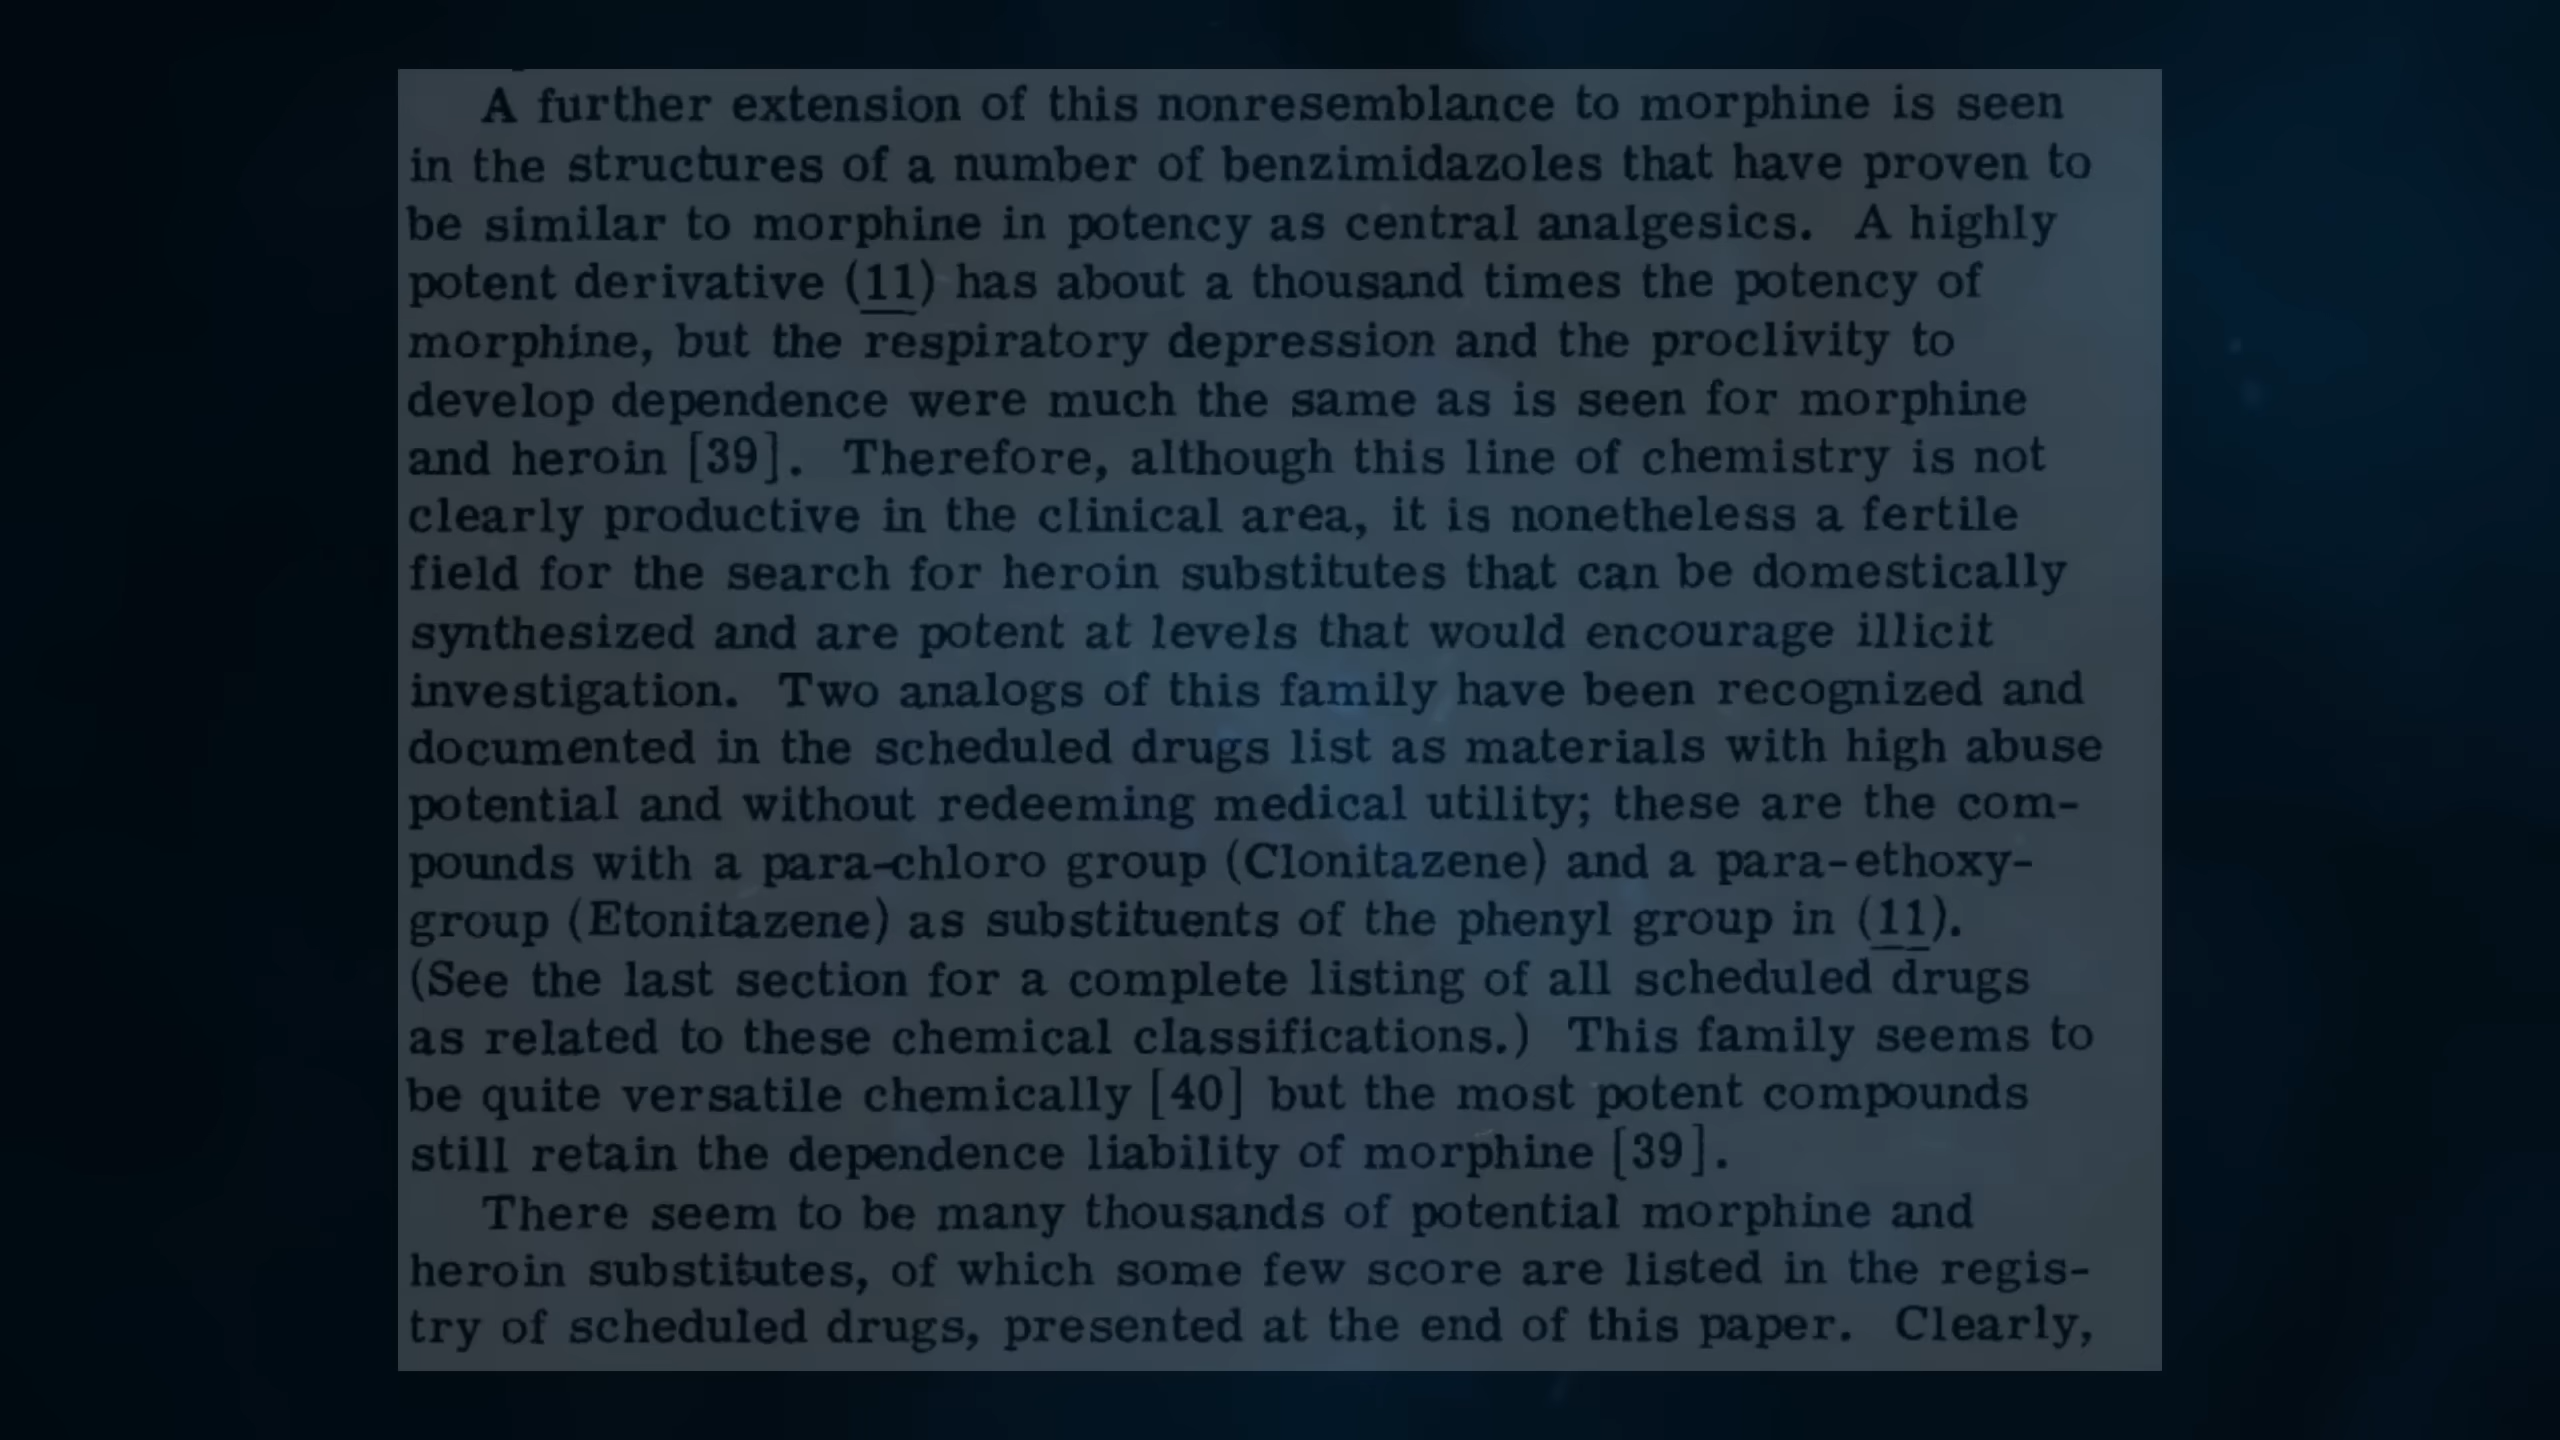 A further extension of this nonresemblance to morphine is seen
in the structures of a number of benzimidazoles that have proven to
be similar to morphine in potency as central analgesics. A highly
potent derivative (11) has about a thousand times the potency of
morphine, but the respiratory depression and the proclivity to
develop dependence were much the same as is seen for morphine
and heroin [39]. Therefore, although this line of chemistry is not
clearly productive in the clinical area, it is nonetheless a fertile
field for the search for heroin substitutes that can be domestically
synthesized and are potent at levels that would encourage illicit
investigation. Two analogs of this family have been recognized and
documented in the scheduled drugs list as materials with high abuse
potential and without redeeming medical utility; these are the com-
pounds with a para-chloro group (Clonitazene) and a para-ethoxy-
group (Etonitazene) as substituents of the phenyl group in (11).
(See the last section for a complete listing of all scheduled drugs
as related to these chemical classifications.) This family seems to
be quite versatile chemically [40] but the most potent compounds
still retain the dependence liability of morphine [39].
There seem to be many thousands of potential morphine and
heroin substitutes, of which some few score are listed in the regis-
try of scheduled drugs, presented at the end of this paper. Clearly,